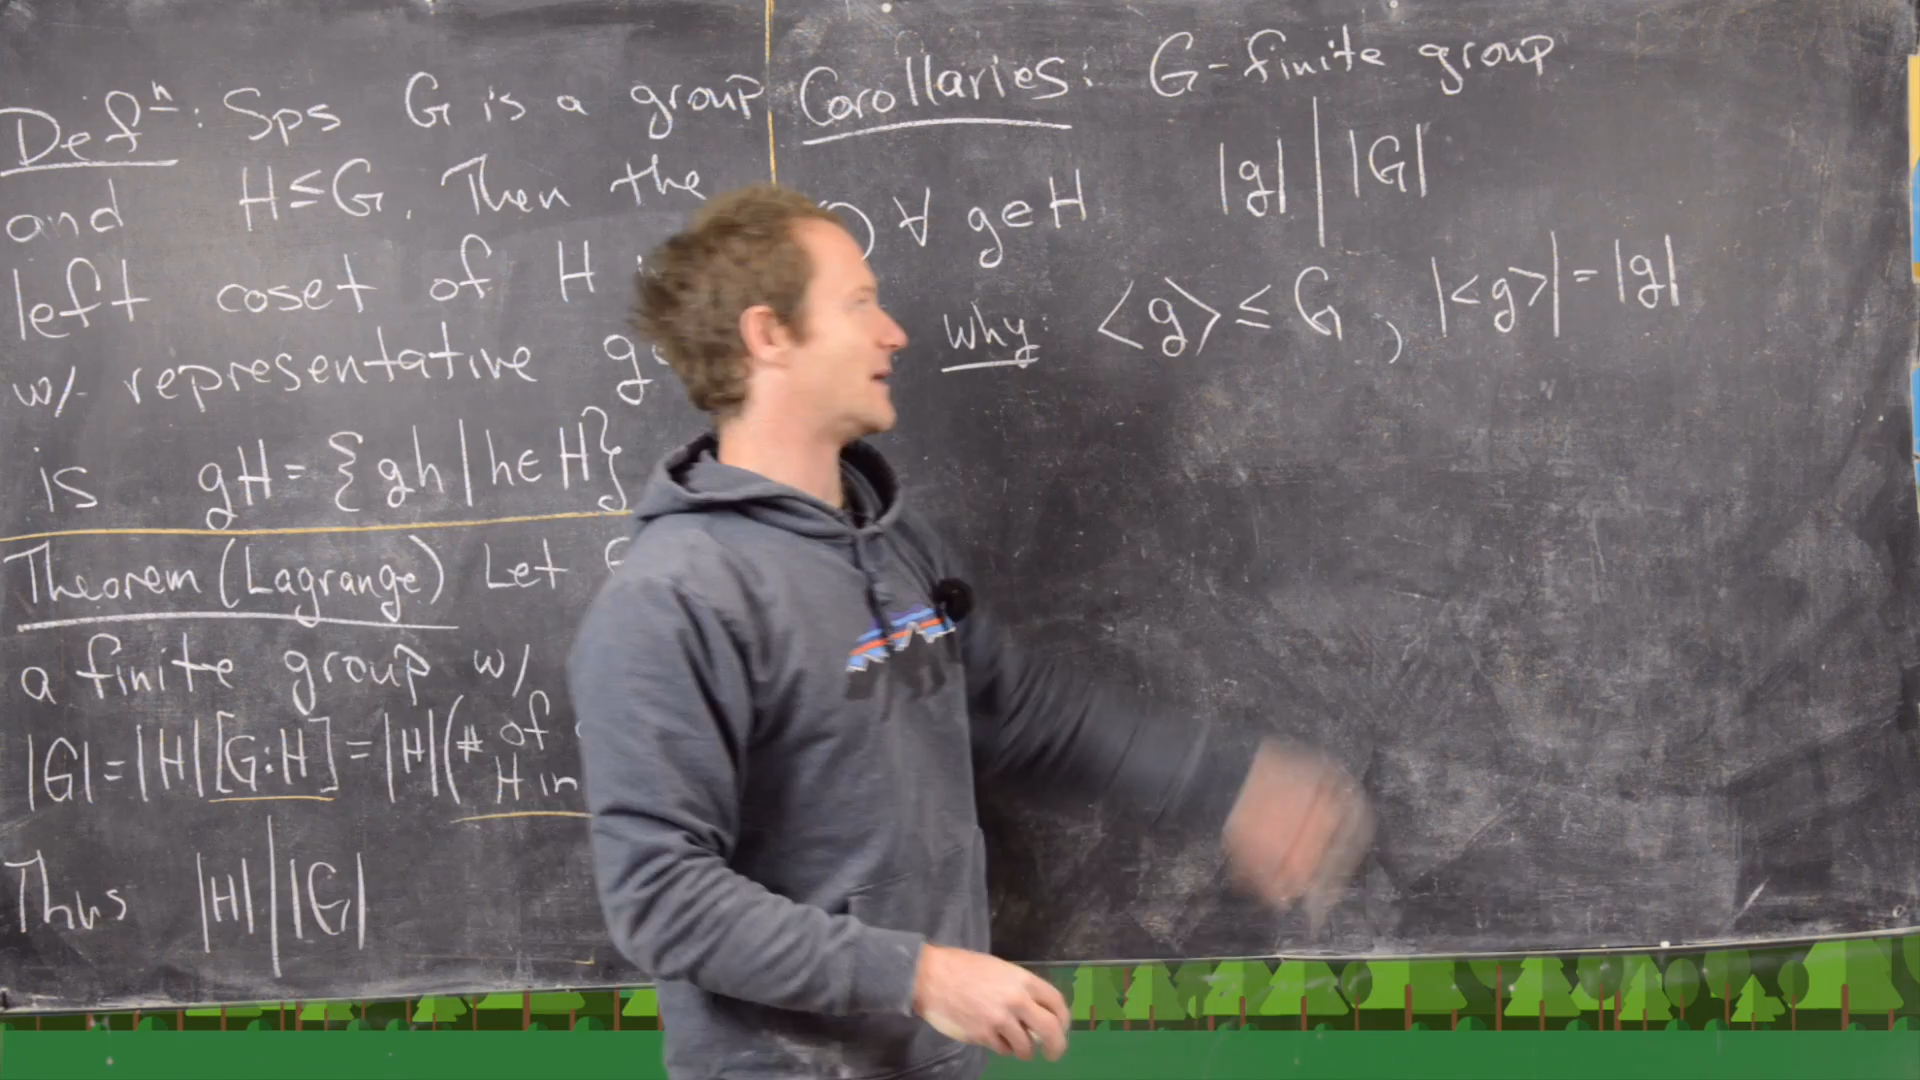 Defⁿ: Sps G is a group
and H≤G. Then the
left coset of H
w/ representative g
is gH={gh|h∈H}
Theorem (Lagrange) Let
a finite group w/
|G|=|H|[G:H]=|H|(# of
H in
Thus |H| | |G|
Corollaries: G-finite group.
∀ g∈H |g| | |G|
why: <g>≤G, |<g>|=|g|